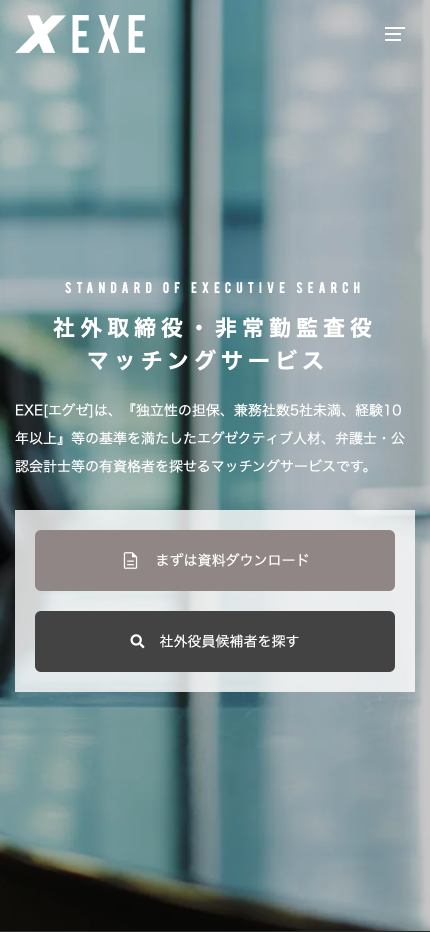 XEXE
STANDARD OF EXECUTIVE SEARCH
社外取締役・非常勤監査役
マッチングサービス
EXE[エグゼ]は、『独立性の担保、兼務社数5社未満、経験10
年以上』等の基準を満たしたエグゼクティブ人材、弁護士・公
認会計士等の有資格者を探せるマッチングサービスです。
まずは資料ダウンロード
社外役員候補者を探す